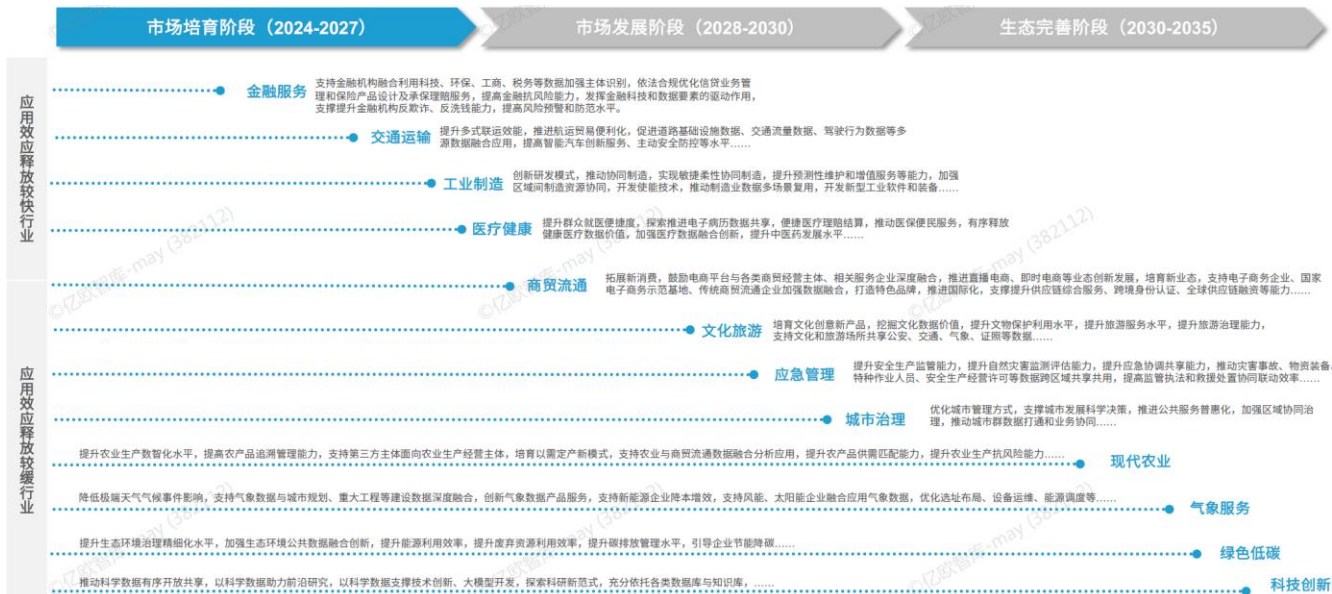 市场培育阶段（2024-2027）
市场发展阶段（2028-2030）
生态完善阶段（2030-2035）
应用效应释放较快行业
金融服务
支持金融机构融合利用科技、环保、工商、税务等数据加强主体识别，依法合规优化信贷业务管
理和保险产品设计及承保理赔服务，提高金融抗风险能力，发挥金融科技和数据要素的驱动作用，
支撑提升金融机构反欺诈、反洗钱能力，提高风险预警和防范水平。
交通运输
提升多式联运效能，推进航运贸易便利化，促进道路基础设施数据、交通流量数据、驾驶行为数据等多
源数据融合应用，提高智能汽车创新服务、主动安全防控等水平……
工业制造
创新研发模式，推动协同制造，实现敏捷柔性协同制造，提升预测性维护和增值服务等能力，加强
区域间制造资源协同，开发使能技术，推动制造业数据多场景复用，开发新型工业软件和装备……
医疗健康
提升群众就医便捷度，探索推进电子病历数据共享，便捷医疗理赔结算，推动医保便民服务，有序释放
健康医疗数据价值，加强医疗数据融合创新，提升中医药发展水平……
应用效应释放较缓行业
商贸流通
拓展新消费，鼓励电商平台与各类商贸经营主体、相关服务企业深度融合，推进直播电商、即时电商等业态创新发展，培育新业态，支持电子商务企业、国家
电子商务示范基地、传统商贸流通企业加强数据融合，打造特色品牌，推进国际化，支撑提升供应链综合服务、跨境身份认证、全球供应链融资等能力……
文化旅游
培育文化创意新产品，挖掘文化数据价值，提升文物保护利用水平，提升旅游服务水平，提升旅游治理能力，
支持文化和旅游场所共享公安、交通、气象、证照等数据……
应急管理
提升安全生产监管能力，提升自然灾害监测评估能力，提升应急协调共享能力，推动灾害事故、物资装备、
特种作业人员、安全生产经营许可等数据跨区域共享共用，提高监管执法和救援处置协同联动效率……
城市治理
优化城市管理方式，支撑城市发展科学决策，推进公共服务普惠化，加强区域协同治
理，推动城市群数据打通和业务协同……
提升农业生产数智化水平，提高农产品追溯管理能力，支持第三方主体面向农业生产经营主体，培育以需定产新模式，支持农业与商贸流通数据融合分析应用，提升农产品供需匹配能力，提升农业生产抗风险能力……
现代农业
降低极端天气气候事件影响，支持气象数据与城市规划、重大工程等建设数据深度融合，创新气象数据产品服务，支持新能源企业降本增效，支持风能、太阳能企业融合应用气象数据，优化选址布局、设备运维、能源调度等……
气象服务
提升生态环境治理精细化水平，加强生态环境公共数据融合创新，提升能源利用效率，提升废弃资源利用效率，提升碳排放管理水平，引导企业节能降碳……
绿色低碳
推动科学数据有序开放共享，以科学数据助力前沿研究，以科学数据支撑技术创新、大模型开发，探索科研新范式，充分依托各类数据库与知识库，……
科技创新
©亿欧智库-may (382112)
©亿欧智库-may (382112)
©亿欧智库-may (382112)
©亿欧智库-may (382112)
©亿欧智库-may (382112)
©亿欧智库-may (382112)